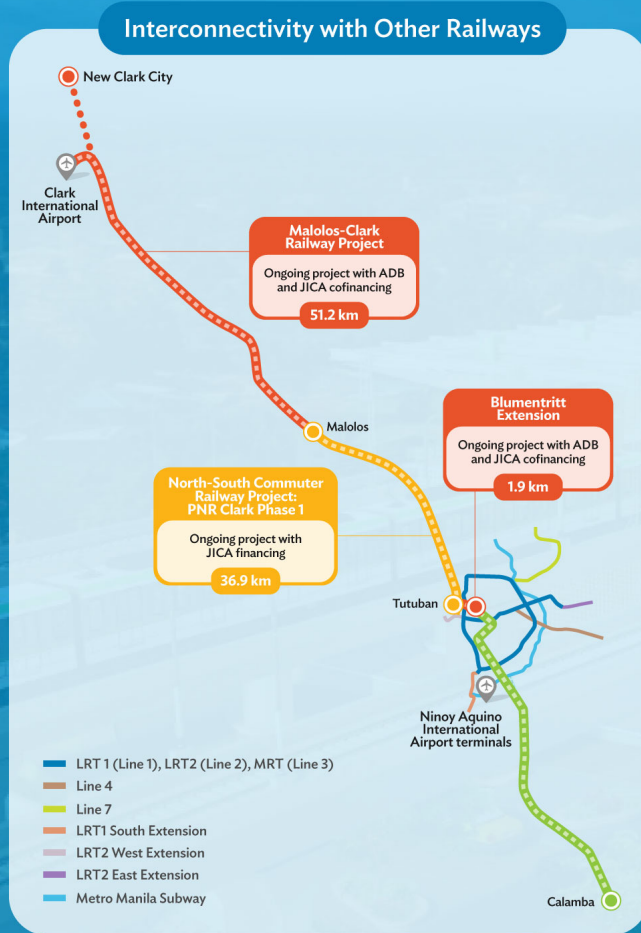 Interconnectivity with Other Railways
New Clark City
Clark
International
Airport
Malolos-Clark
Railway Project
Ongoing project with ADB
and JICA cofinancing
51.2 km
Malolos
Blumentritt
Extension
Ongoing project with ADB
and JICA cofinancing
1.9 km
North-South Commuter
Railway Project:
PNR Clark Phase 1
Ongoing project with
JICA financing
36.9 km
Tutuban
Ninoy Aquino
International
Airport terminals
LRT 1 (Line 1), LRT2 (Line 2), MRT (Line 3)
Line 4
Line 7
LRT1 South Extension
LRT2 West Extension
LRT2 East Extension
Metro Manila Subway
Calamba